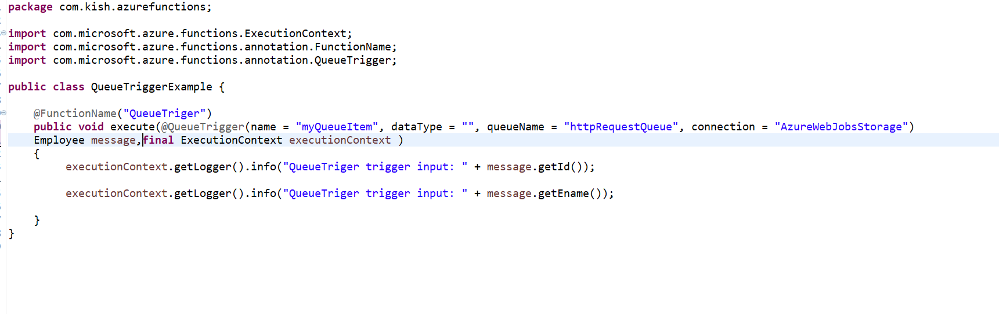 package com.kish.azurefunctions;
import com.microsoft.azure.functions.ExecutionContext;
import com.microsoft.azure.functions.annotation.FunctionName;
import com.microsoft.azure.functions.annotation.QueueTrigger;
public class QueueTriggerExample {
@FunctionName("QueueTriger")
public void execute(@QueueTrigger(name = "myQueueItem", dataType = "", queueName = "httpRequestQueue", connection = "AzureWebJobsStorage")
Employee message,final ExecutionContext executionContext )
{
executionContext.getLogger().info("QueueTriger trigger input: " + message.getId());
executionContext.getLogger().info("QueueTriger trigger input: " + message.getEname());
}
}